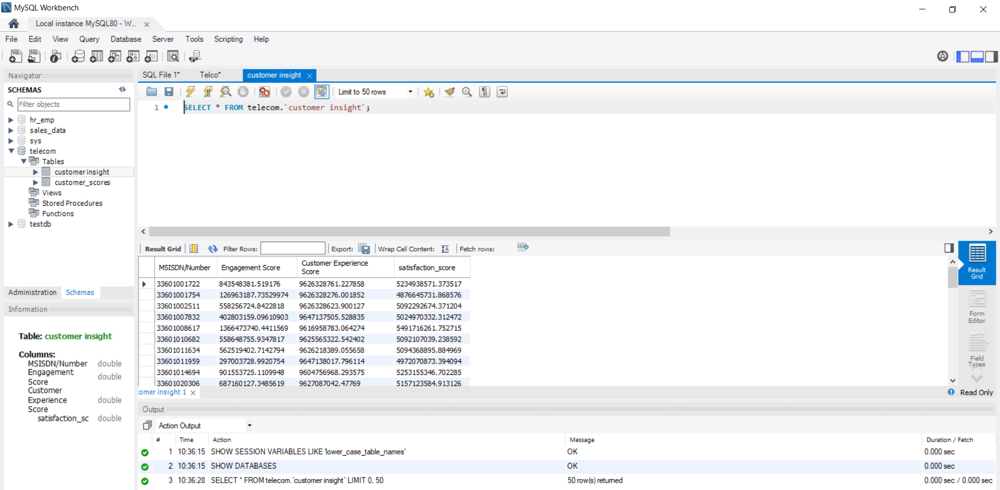 MySQL Workbench
Local instance MySQL80 - W...
File Edit View Query Database Server Tools Scripting Help
Navigator
SCHEMAS
Filter objects
hr_emp
sales_data
sys
telecom
Tables
customer insight
customer_scores
Views
Stored Procedures
Functions
testdb
Administration Schemas
Information
Table: customer insight
Columns:
MSISDN/Number double
Engagement Score double
Customer Experience Score double
satisfaction_sc double
SQL File 1* Telco* customer insight
Limit to 50 rows
1 SELECT * FROM telecom.`customer insight`;
Result Grid Filter Rows: Export: Wrap Cell Content: Fetch rows:
MSISDN/Number Engagement Score Customer Experience Score satisfaction_score
33601001722 843548381.519176 9626328761.227858 5234938571.373517
33601001754 126963187.73529974 9626328276.001852 4876645731.868576
33601002511 558256724.8422818 9626328623.900127 5092292674.371204
33601007832 402803159.09610903 9647137505.528835 5024970332.312472
33601008617 1366473740.4411569 9616958783.064274 5491716261.752715
33601010682 558648755.9347817 9625565322.542402 5092107039.238592
33601011634 562519402.7142794 9626218389.055658 5094368895.884969
33601011959 297003728.9920754 9647138017.796114 4972070873.394094
33601014694 901553725.1109948 9604756968.293575 5253155346.702285
33601020306 687160127.3485619 9627087042.47769 5157123584.913126
Result Grid
Form Editor
Field Types
omer insight 1
Read Only
Output
Action Output
# Time Action Message Duration / Fetch
1 10:36:15 SHOW SESSION VARIABLES LIKE 'lower_case_table_names' OK 0.000 sec
2 10:36:15 SHOW DATABASES OK 0.000 sec
3 10:36:28 SELECT * FROM telecom.`customer insight` LIMIT 0, 50 50 row(s) returned 0.000 sec / 0.000 sec